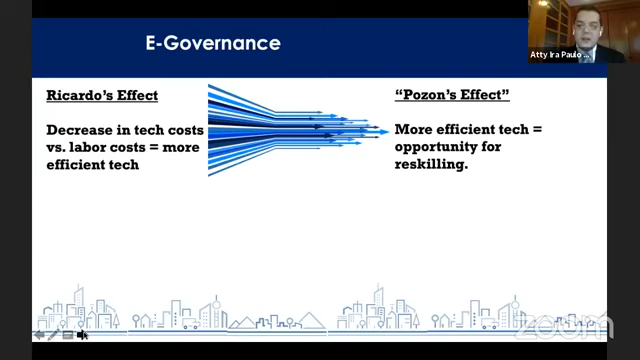 E-Governance
Atty Ira Paulo ...
Ricardo's Effect
Decrease in tech costs
vs. labor costs = more
efficient tech
“Pozon's Effect”
More efficient tech =
opportunity for
reskilling.
zoom